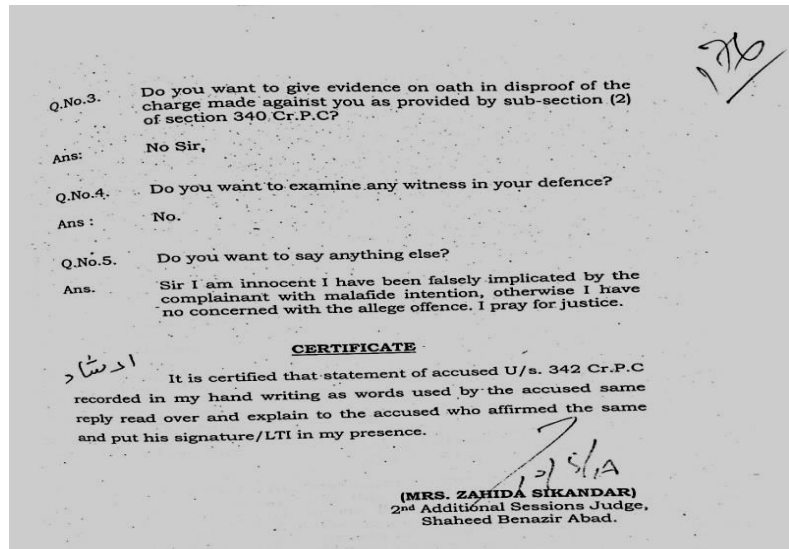 176
Q.No.3. Do you want to give evidence on oath in disproof of the
charge made against you as provided by sub-section (2)
of section 340 Cr.P.C?
Ans: No Sir,
Q.No.4. Do you want to examine any witness in your defence?
Ans : No.
Q.No.5. Do you want to say anything else?
Ans. Sir I am innocent I have been falsely implicated by the
complainant with malafide intention, otherwise I have
no concerned with the allege offence. I pray for justice.
CERTIFICATE
ارشاد
It is certified that statement of accused U/s. 342 Cr.P.C
recorded in my hand writing as words used by the accused same
reply read over and explain to the accused who affirmed the same
and put his signature/LTI in my presence.
(MRS. ZAHIDA SIKANDAR)
2nd Additional Sessions Judge,
Shaheed Benazir Abad.